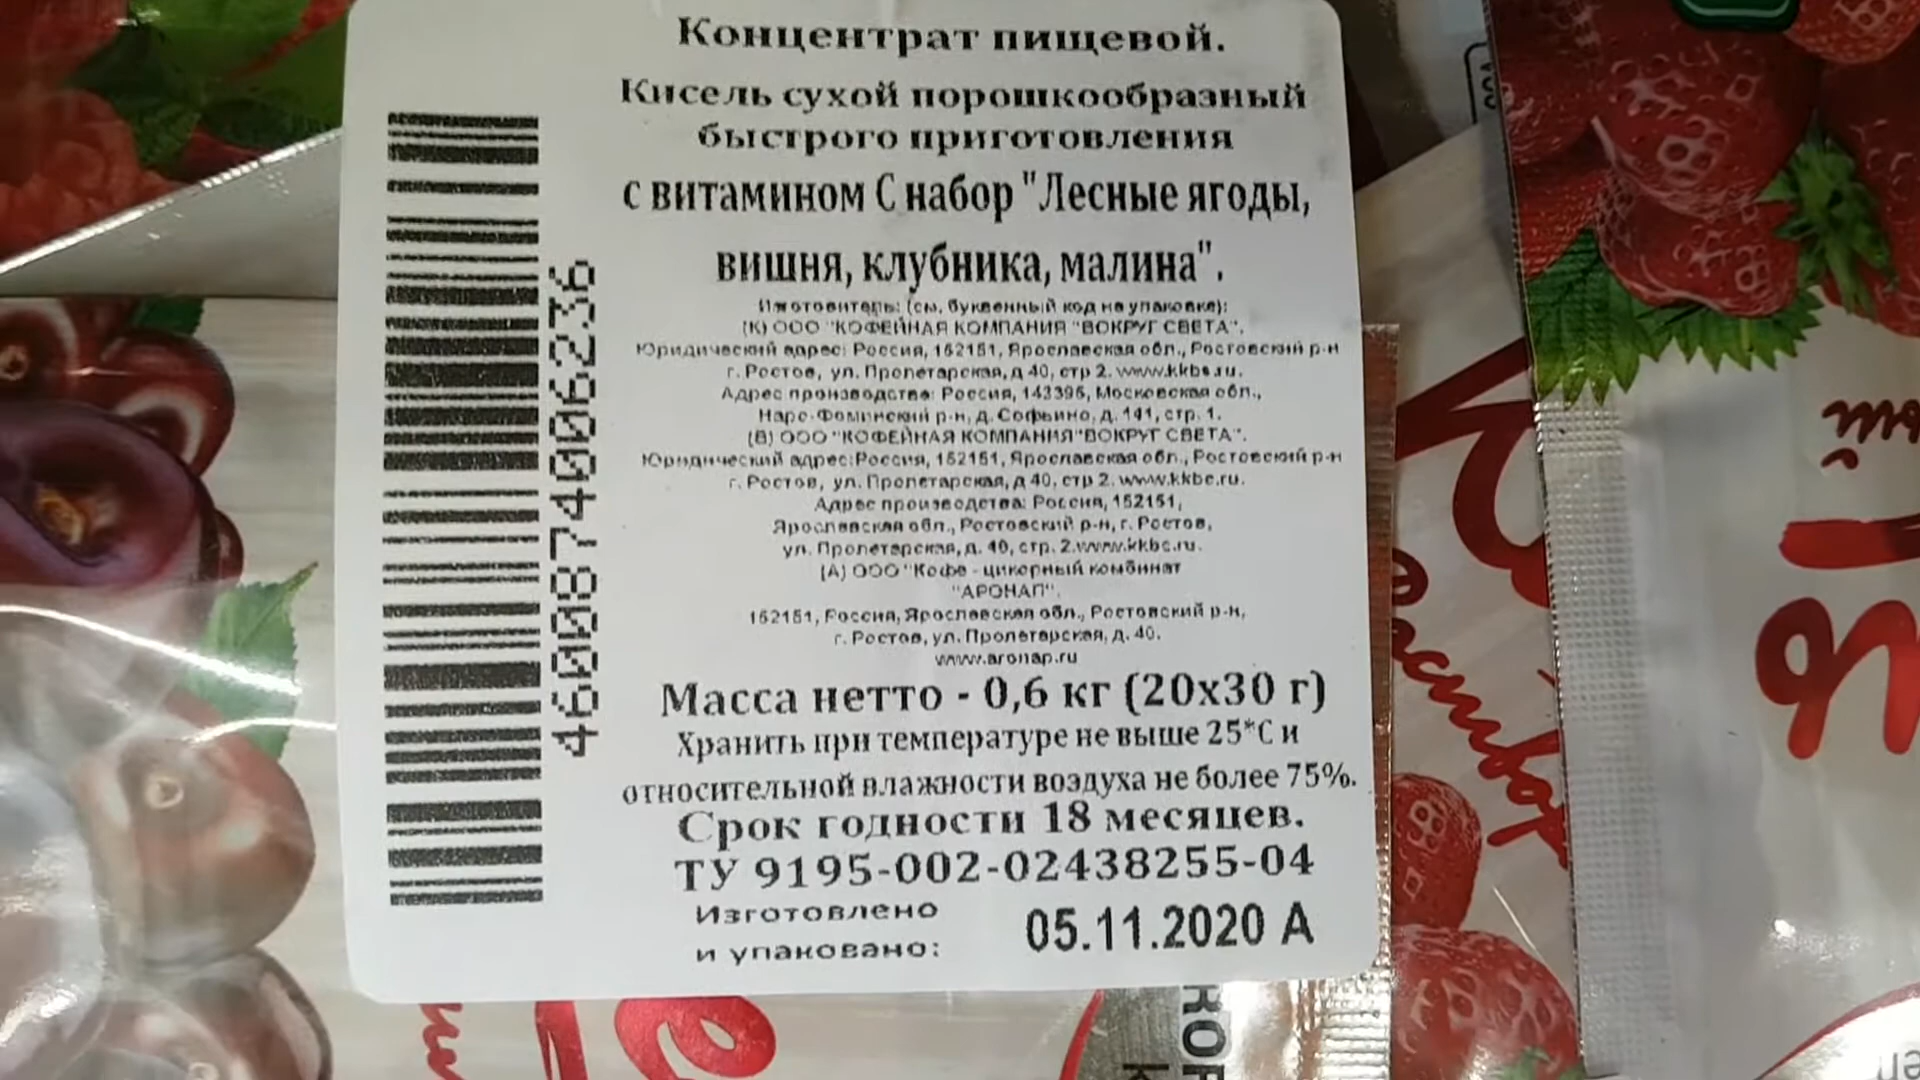 Концентрат пищевой.
Кисель сухой порошкообразный
быстрого приготовления
с витамином С набор "Лесные ягоды,
вишня, клубника, малина".
Изготовитель: (см. буквенный код на упаковке):
(К) ООО "КОФЕЙНАЯ КОМПАНИЯ "ВОКРУГ СВЕТА".
Юридический адрес: Россия, 152151, Ярославская обл., Ростовский р-н
г. Ростов, ул. Пролетарская, д 40, стр 2. www.kkbs.ru.
Адрес производства: Россия, 143395, Московская обл.,
Наро-Фоминский р-н, д. Софьино, д. 141, стр. 1.
(В) ООО "КОФЕЙНАЯ КОМПАНИЯ"ВОКРУГ СВЕТА".
Юридический адрес:Россия, 152151, Ярославская обл., Ростовский р-н
г. Ростов, ул. Пролетарская, д 40, стр 2. www.kkbc.ru.
Адрес производства: Россия, 152151,
Ярославская обл., Ростовский р-н, г. Ростов,
ул. Пролетарская, д. 40, стр. 2.www.kkbc.ru.
(А) ООО "Кофе - цикорный комбинат
"АРОНАП".
152151, Россия, Ярославская обл., Ростовский р-н,
г. Ростов, ул. Пролетарская, д. 40.
www.aronap.ru
Масса нетто - 0,6 кг (20х30 г)
Хранить при температуре не выше 25*С и
относительной влажности воздуха не более 75%.
Срок годности 18 месяцев.
ТУ 9195-002-02438255-04
Изготовлено
и упаковано:
05.11.2020 А
4600874006236